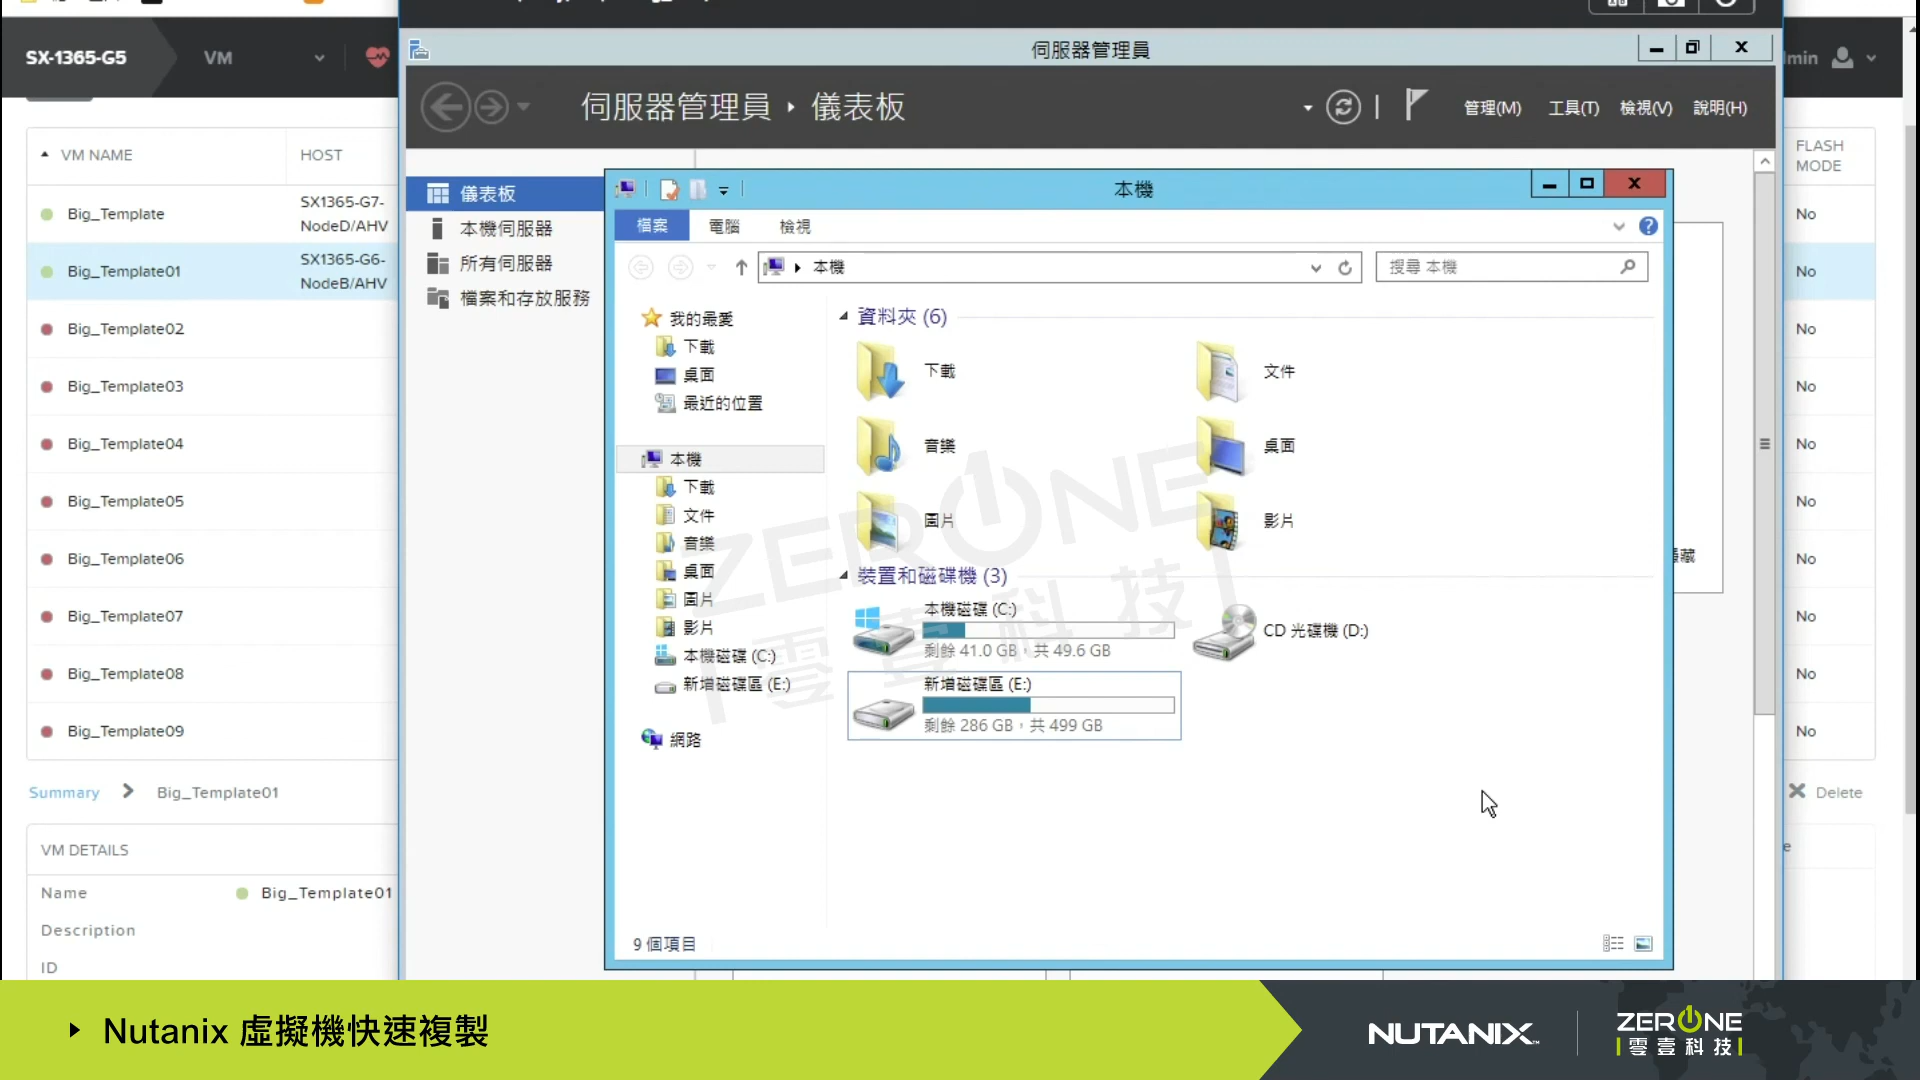 SX-1365-G5
VM
min
VM NAME
HOST
FLASH
MODE
Big_Template
SX1365-G7-
NodeD/AHV
No
Big_Template01
SX1365-G6-
NodeB/AHV
No
Big_Template02
No
Big_Template03
No
Big_Template04
No
Big_Template05
No
Big_Template06
No
Big_Template07
No
Big_Template08
No
Big_Template09
No
Summary
Big_Template01
Delete
VM DETAILS
Name
Big_Template01
Description
ID
伺服器管理員
伺服器管理員 ‣ 儀表板
管理(M)
工具(T)
檢視(V)
說明(H)
儀表板
本機伺服器
所有伺服器
檔案和存放服務
本機
檔案
電腦
檢視
本機
搜尋 本機
我的最愛
下載
桌面
最近的位置
本機
下載
文件
音樂
桌面
圖片
影片
本機磁碟 (C:)
新增磁碟區 (E:)
網路
資料夾 (6)
下載
文件
音樂
桌面
圖片
影片
裝置和磁碟機 (3)
本機磁碟 (C:)
剩餘 41.0 GB，共 49.6 GB
CD 光碟機 (D:)
新增磁碟區 (E:)
剩餘 286 GB，共 499 GB
9 個項目
ZERONE
零壹科技
Nutanix 虛擬機快速複製
NUTANIX
ZERONE
零壹科技